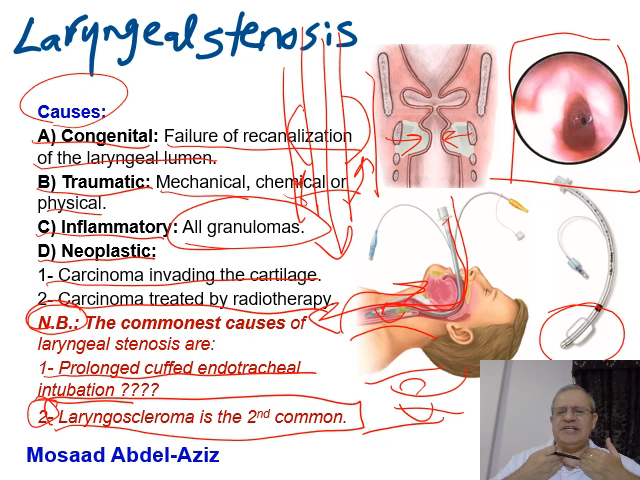 Laryngeal stenosis
Causes:
A) Congenital: Failure of recanalization
of the laryngeal lumen.
B) Traumatic: Mechanical, chemical or
physical.
C) Inflammatory: All granulomas.
D) Neoplastic:
1- Carcinoma invading the cartilage.
2- Carcinoma treated by radiotherapy
N.B.: The commonest causes of
laryngeal stenosis are:
1- Prolonged cuffed endotracheal
intubation ????
2- Laryngoscleroma is the 2nd common.
Mosaad Abdel-Aziz